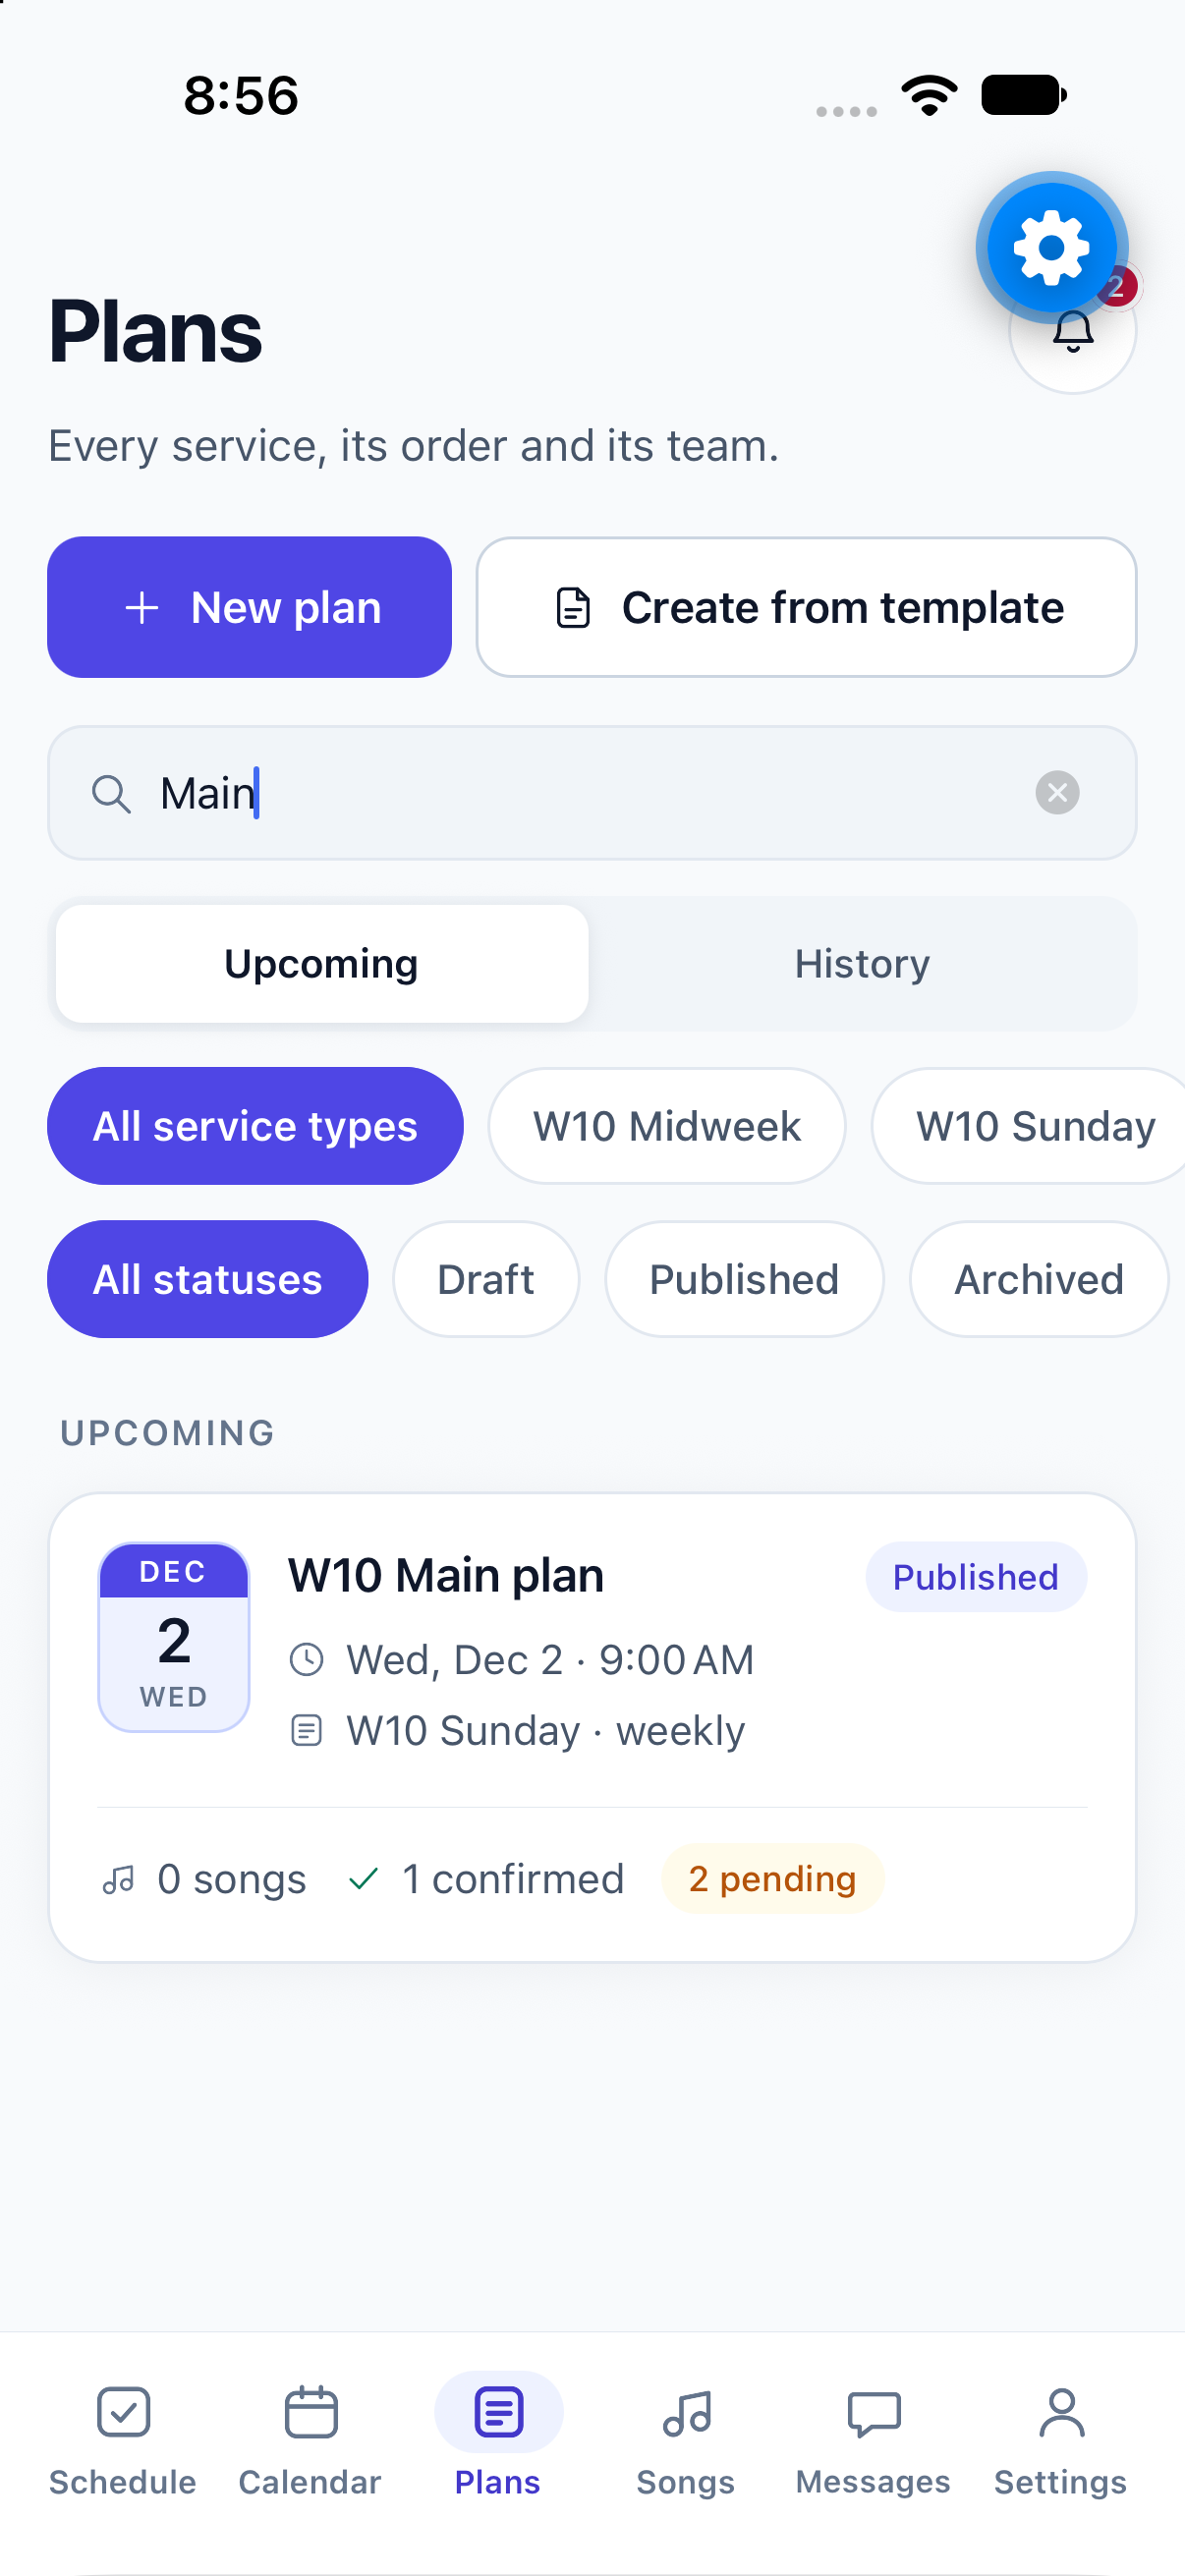 8:56
2
Plans
Every service, its order and its team.
New plan
Create from template
Main
Upcoming
History
All service types
W10 Midweek
W10 Sunday
All statuses
Draft
Published
Archived
UPCOMING
DEC
2
WED
W10 Main plan
Published
Wed, Dec 2 · 9:00 AM
W10 Sunday · weekly
0 songs
1 confirmed
2 pending
Schedule
Calendar
Plans
Songs
Messages
Settings